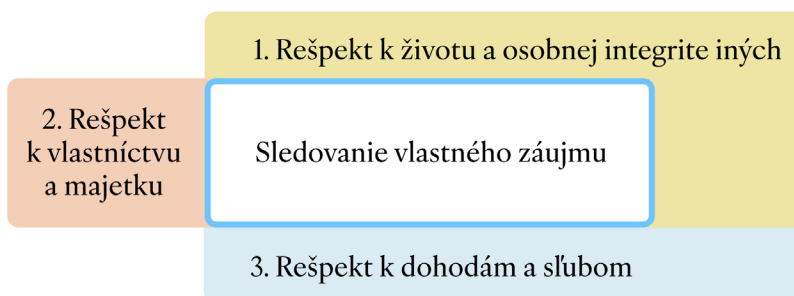 1. Rešpekt k životu a osobnej integrite iných
2. Rešpekt
k vlastníctvu
a majetku
Sledovanie vlastného záujmu
3. Rešpekt k dohodám a sľubom